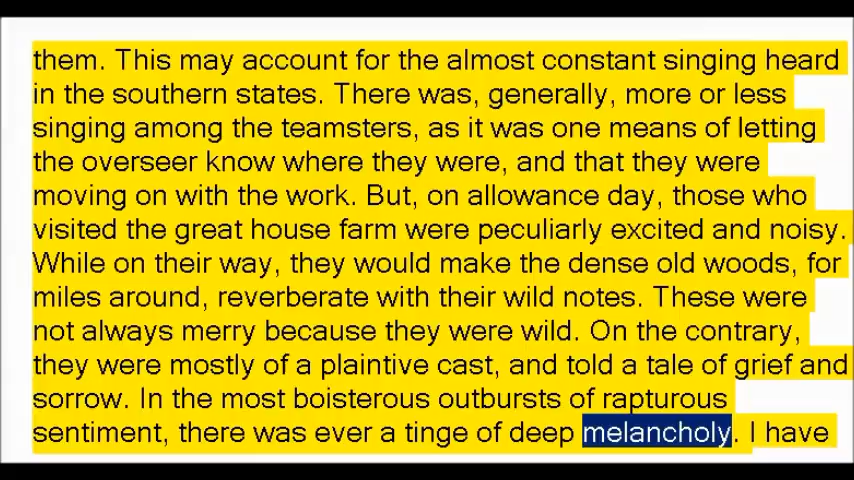 them. This may account for the almost constant singing heard
in the southern states. There was, generally, more or less
singing among the teamsters, as it was one means of letting
the overseer know where they were, and that they were
moving on with the work. But, on allowance day, those who
visited the great house farm were peculiarly excited and noisy.
While on their way, they would make the dense old woods, for
miles around, reverberate with their wild notes. These were
not always merry because they were wild. On the contrary,
they were mostly of a plaintive cast, and told a tale of grief and
sorrow. In the most boisterous outbursts of rapturous
sentiment, there was ever a tinge of deep melancholy. I have